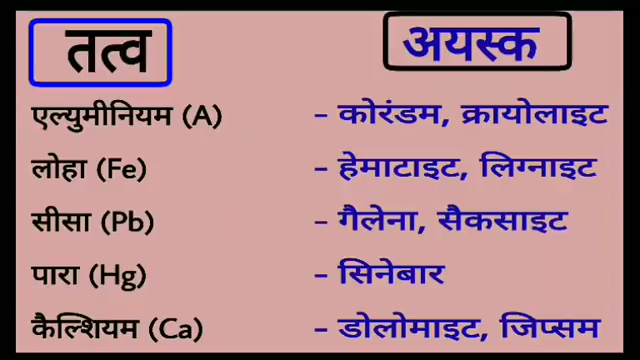 तत्व अयस्क
एल्युमीनियम (A) – कोरंडम, क्रायोलाइट
लोहा (Fe) – हेमाटाइट, लिग्नाइट
सीसा (Pb) – गैलेना, सैकसाइट
पारा (Hg) – सिनेबार
कैल्शियम (Ca) – डोलोमाइट, जिप्सम